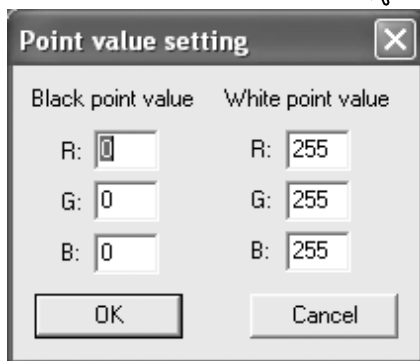 Point value setting
Black point value White point value
R: 0 R: 255
G: 0 G: 255
B: 0 B: 255
OK Cancel